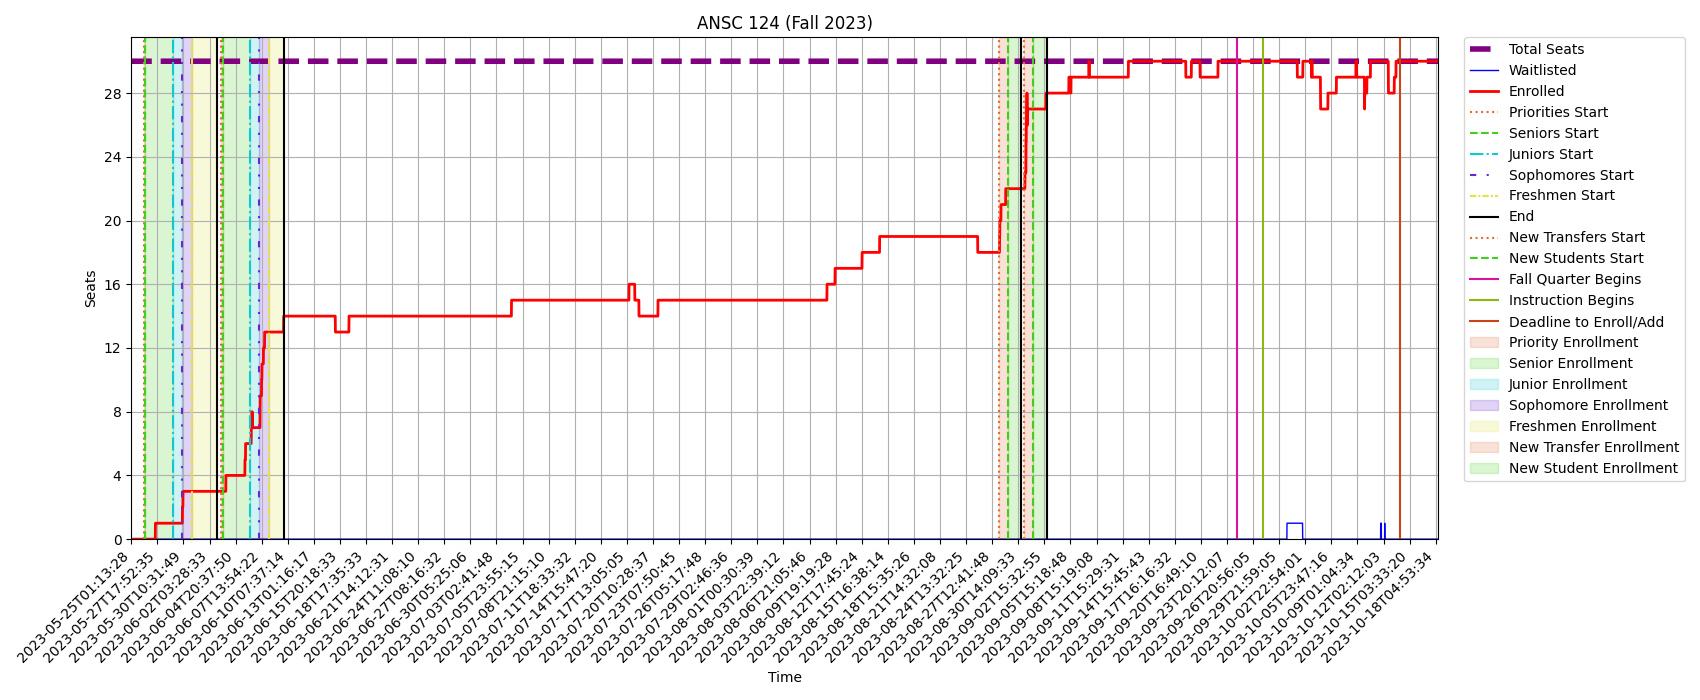 ANSC 124 (Fall 2023)
Seats
28
24
20
16
12
8
4
0
2023-05-25T01:13:28
2023-05-27T17:52:35
2023-05-30T10:31:49
2023-06-02T03:28:33
2023-06-04T20:37:50
2023-06-07T13:54:22
2023-06-10T07:37:14
2023-06-13T01:16:17
2023-06-15T20:18:33
2023-06-18T17:35:33
2023-06-21T14:12:31
2023-06-24T11:08:10
2023-06-27T08:16:32
2023-06-30T05:25:06
2023-07-03T02:41:48
2023-07-05T23:55:15
2023-07-08T21:15:10
2023-07-11T18:33:32
2023-07-14T15:47:20
2023-07-17T13:05:05
2023-07-20T10:28:37
2023-07-23T07:50:45
2023-07-26T05:17:48
2023-07-29T02:46:36
2023-08-01T00:30:39
2023-08-03T22:39:12
2023-08-06T21:05:46
2023-08-09T19:19:28
2023-08-12T17:45:24
2023-08-15T16:38:14
2023-08-18T15:35:26
2023-08-21T14:32:08
2023-08-24T13:32:25
2023-08-27T12:41:48
2023-08-30T14:09:33
2023-09-02T15:32:55
2023-09-05T15:18:48
2023-09-08T15:19:08
2023-09-11T15:29:31
2023-09-14T15:45:43
2023-09-17T16:16:32
2023-09-20T16:49:10
2023-09-23T20:12:07
2023-09-26T20:56:05
2023-09-29T21:59:05
2023-10-02T22:54:01
2023-10-05T23:47:16
2023-10-09T01:04:34
2023-10-12T02:12:03
2023-10-15T03:33:20
2023-10-18T04:53:34
Time
Total Seats
Waitlisted
Enrolled
Priorities Start
Seniors Start
Juniors Start
Sophomores Start
Freshmen Start
End
New Transfers Start
New Students Start
Fall Quarter Begins
Instruction Begins
Deadline to Enroll/Add
Priority Enrollment
Senior Enrollment
Junior Enrollment
Sophomore Enrollment
Freshmen Enrollment
New Transfer Enrollment
New Student Enrollment